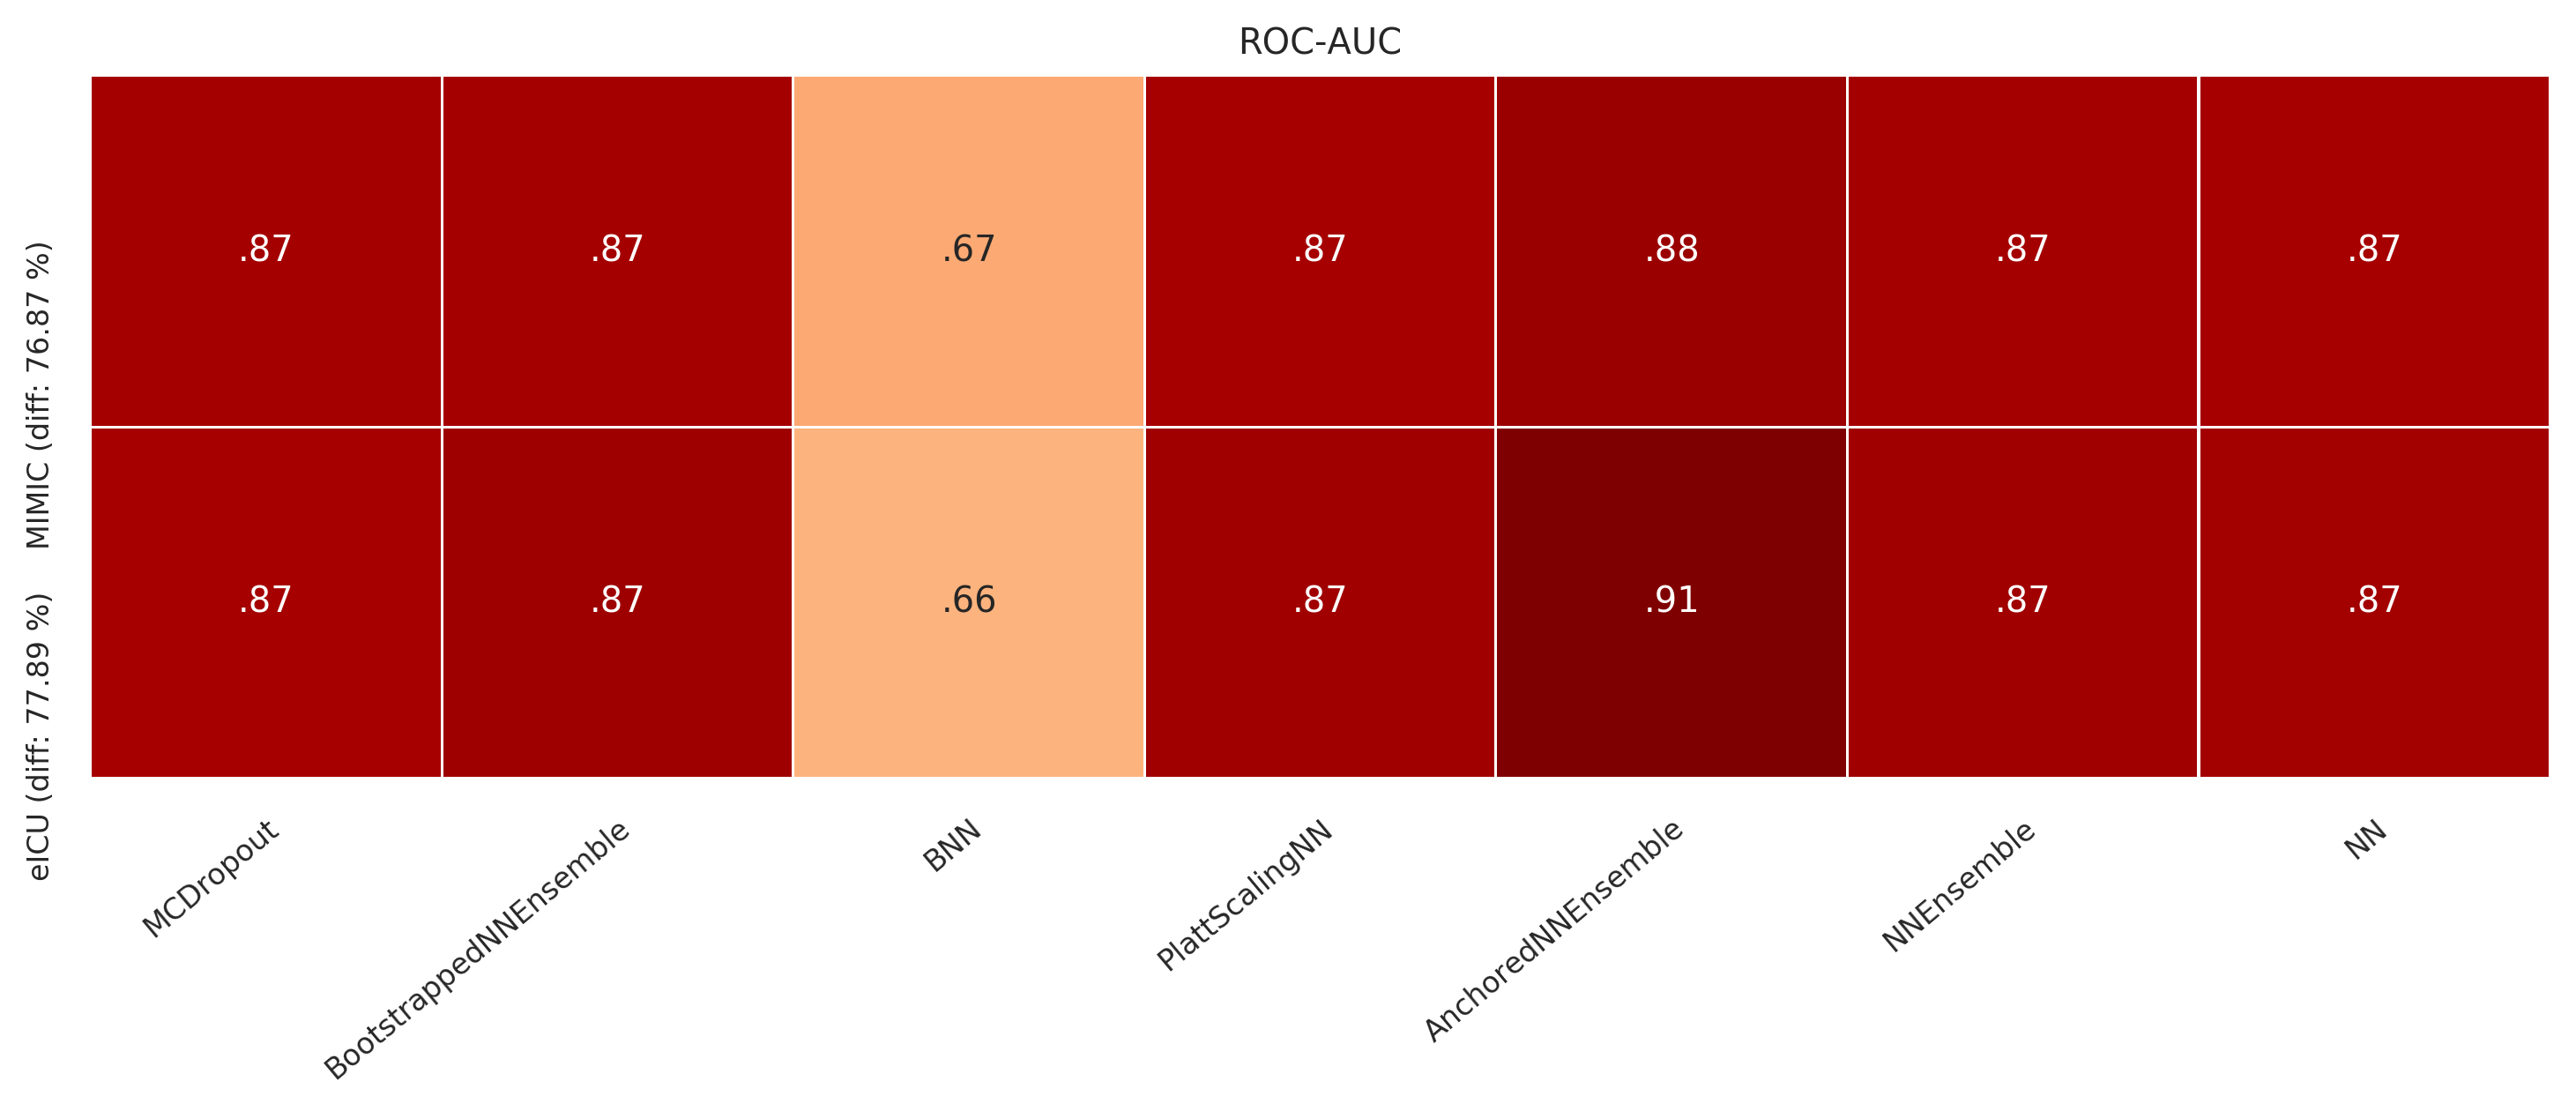 ROC-AUC
MIMIC (diff: 76.87 %)
.87 .87 .67 .87 .88 .87 .87
eICU (diff: 77.89 %)
.87 .87 .66 .87 .91 .87 .87
MCDropout
BootstrappedNNEnsemble
BNN
PlattScalingNN
AnchoredNNEnsemble
NNEnsemble
NN